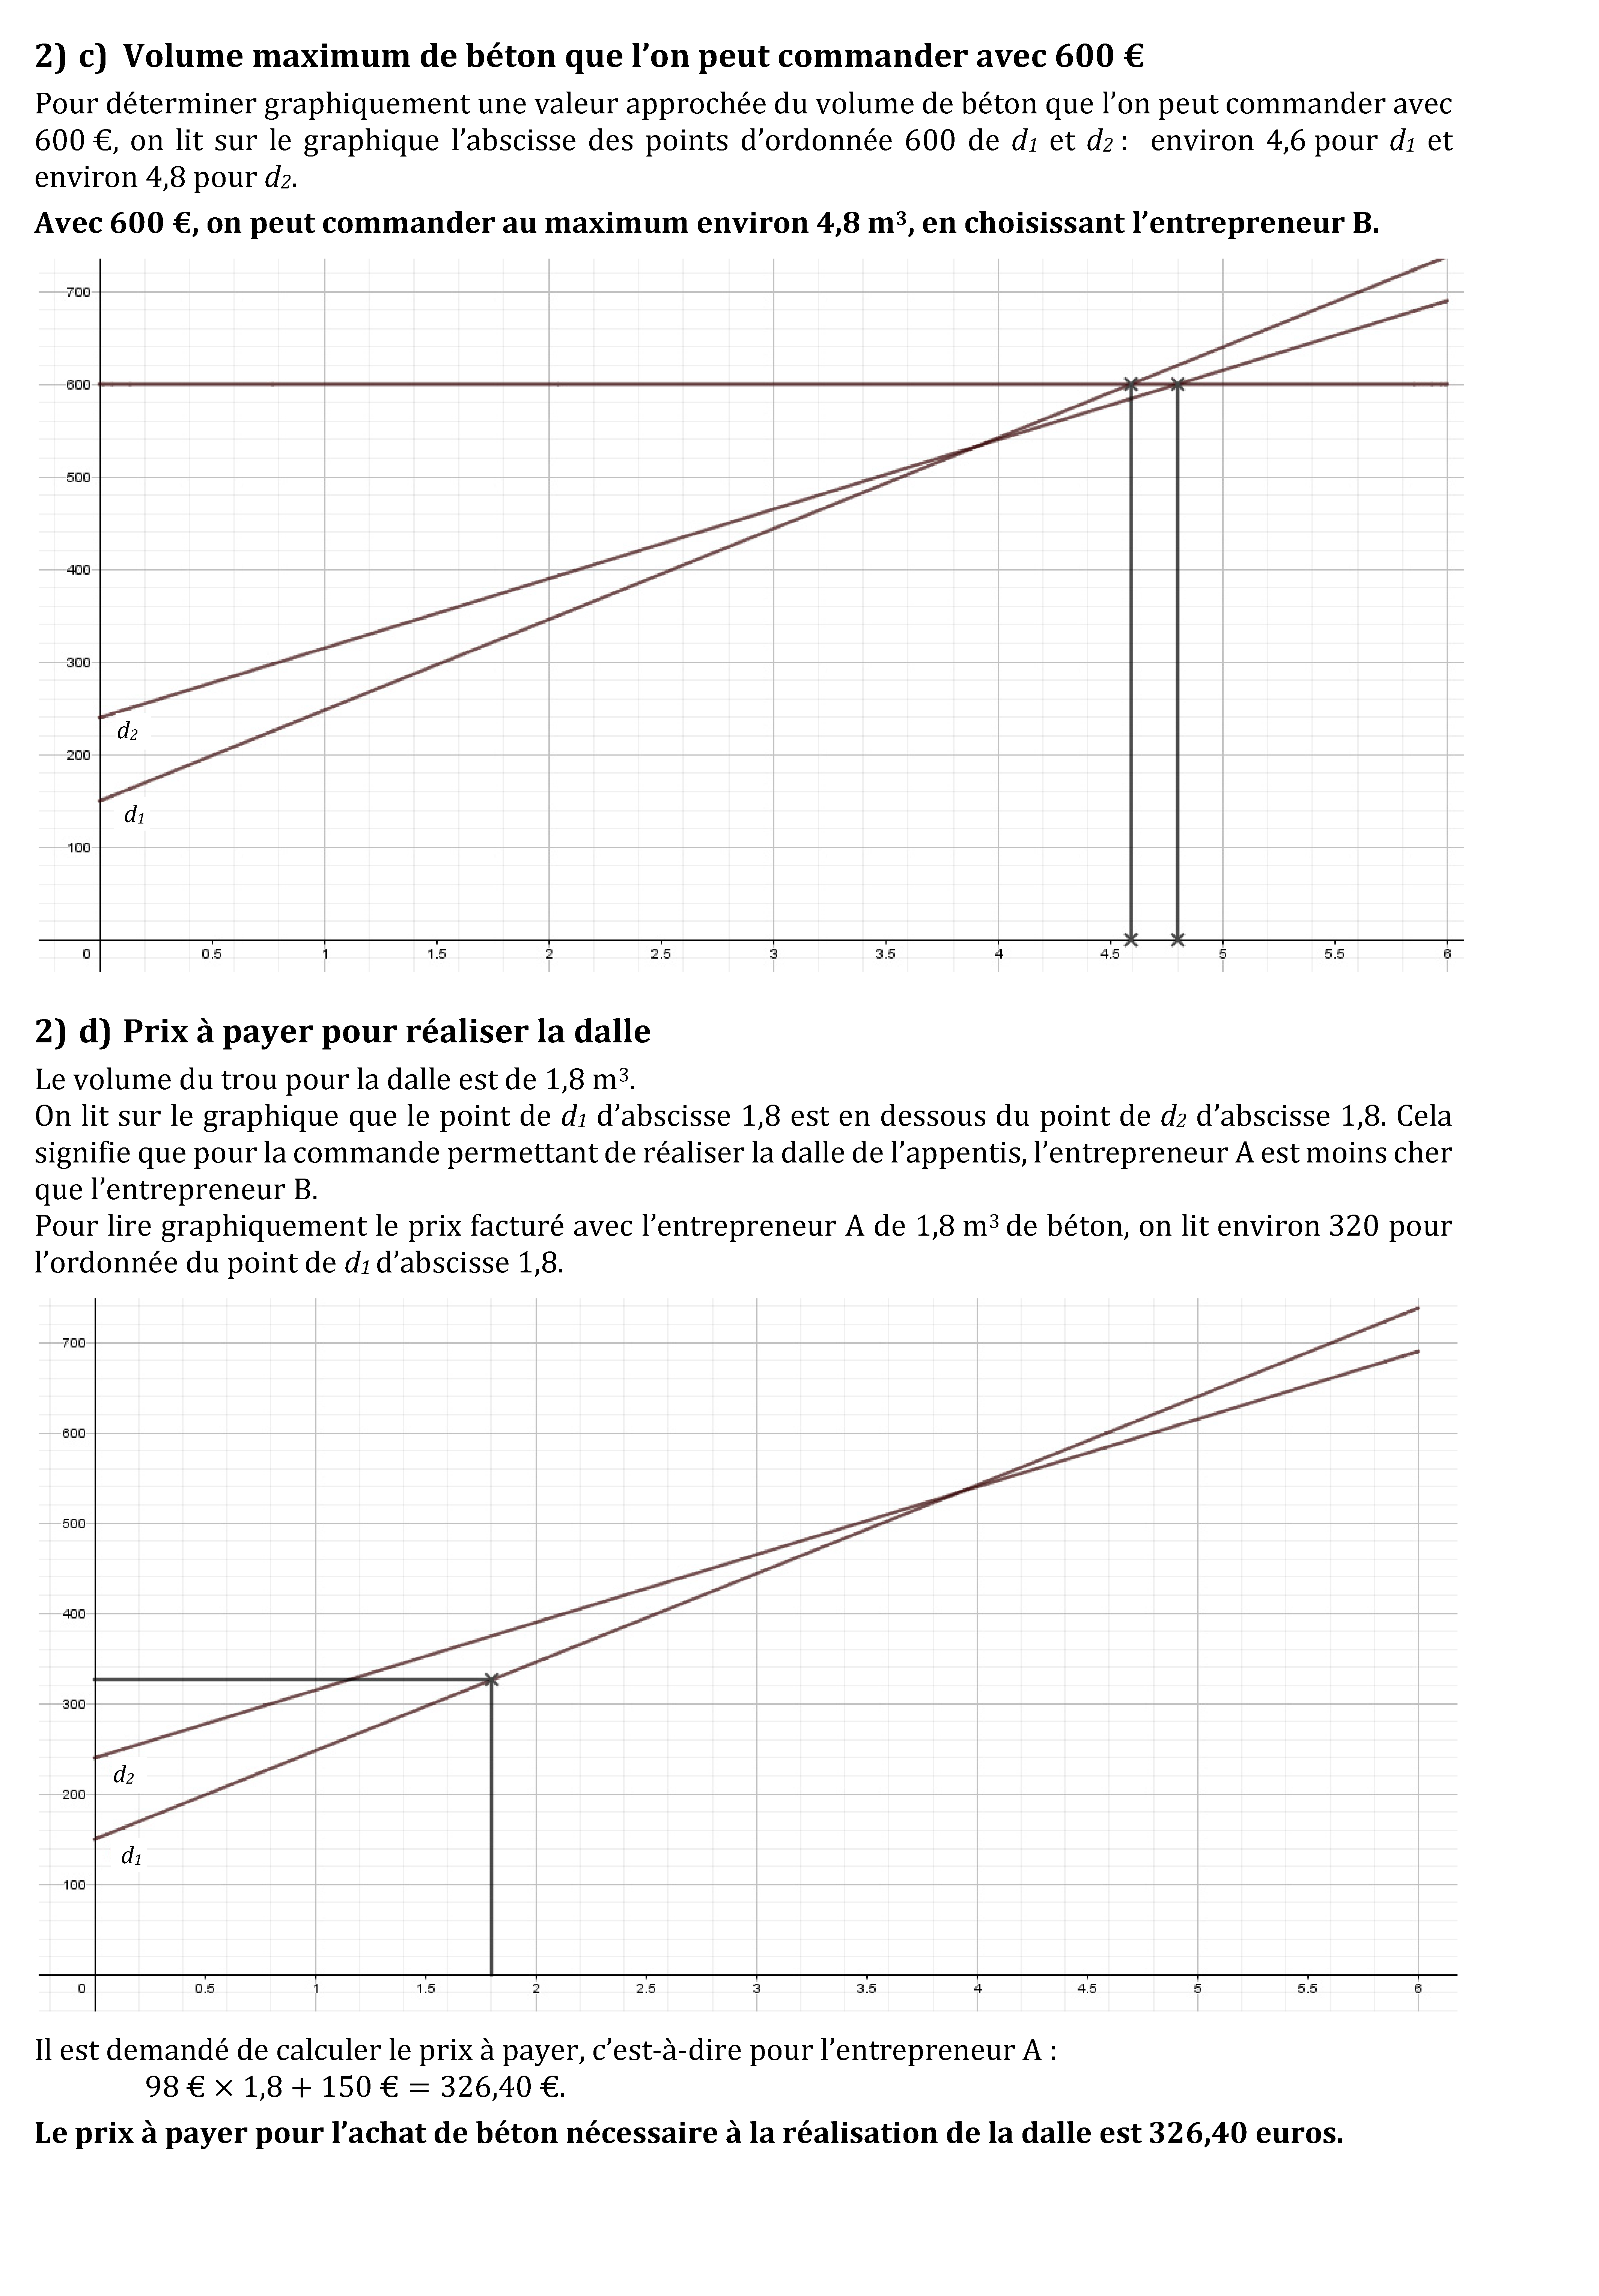 2) c) Volume maximum de béton que l’on peut commander avec 600 €
Pour déterminer graphiquement une valeur approchée du volume de béton que l’on peut commander avec
600 €, on lit sur le graphique l’abscisse des points d’ordonnée 600 de d1 et d2 : environ 4,6 pour d1 et
environ 4,8 pour d2.
Avec 600 €, on peut commander au maximum environ 4,8 m³, en choisissant l’entrepreneur B.
700
600
500
400
300
d2
200
d1
100
0 0.5 1 1.5 2 2.5 3 3.5 4 4.5 5 5.5 6
2) d) Prix à payer pour réaliser la dalle
Le volume du trou pour la dalle est de 1,8 m³.
On lit sur le graphique que le point de d1 d’abscisse 1,8 est en dessous du point de d2 d’abscisse 1,8. Cela
signifie que pour la commande permettant de réaliser la dalle de l’appentis, l’entrepreneur A est moins cher
que l’entrepreneur B.
Pour lire graphiquement le prix facturé avec l’entrepreneur A de 1,8 m³ de béton, on lit environ 320 pour
l’ordonnée du point de d1 d’abscisse 1,8.
700
600
500
400
300
d2
200
d1
100
0 0.5 1 1.5 2 2.5 3 3.5 4 4.5 5 5.5 6
Il est demandé de calculer le prix à payer, c’est-à-dire pour l’entrepreneur A :
98 € × 1,8 + 150 € = 326,40 €.
Le prix à payer pour l’achat de béton nécessaire à la réalisation de la dalle est 326,40 euros.